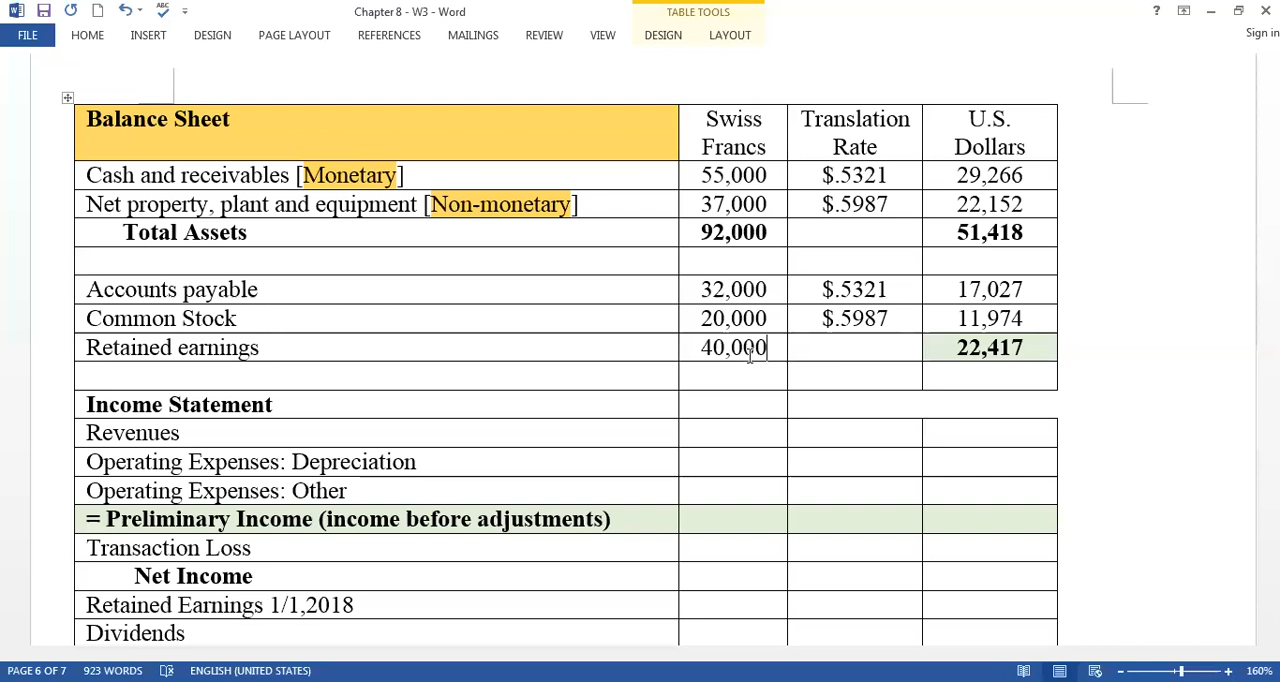 Chapter 8 - W3 - Word
TABLE TOOLS
?
Sign in
FILE HOME INSERT DESIGN PAGE LAYOUT REFERENCES MAILINGS REVIEW VIEW DESIGN LAYOUT
Balance Sheet Swiss Francs Translation Rate U.S. Dollars
Cash and receivables [Monetary] 55,000 $.5321 29,266
Net property, plant and equipment [Non-monetary] 37,000 $.5987 22,152
Total Assets 92,000 51,418
Accounts payable 32,000 $.5321 17,027
Common Stock 20,000 $.5987 11,974
Retained earnings 40,000 22,417
Income Statement
Revenues
Operating Expenses: Depreciation
Operating Expenses: Other
= Preliminary Income (income before adjustments)
Transaction Loss
Net Income
Retained Earnings 1/1,2018
Dividends
PAGE 6 OF 7 923 WORDS ENGLISH (UNITED STATES) 160%